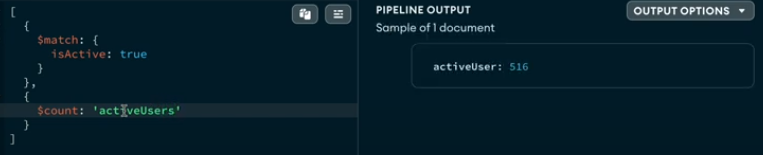 [
{
$match: {
isActive: true
}
},
{
$count: 'activeUsers'
}
]
PIPELINE OUTPUT
Sample of 1 document
OUTPUT OPTIONS
activeUser: 516